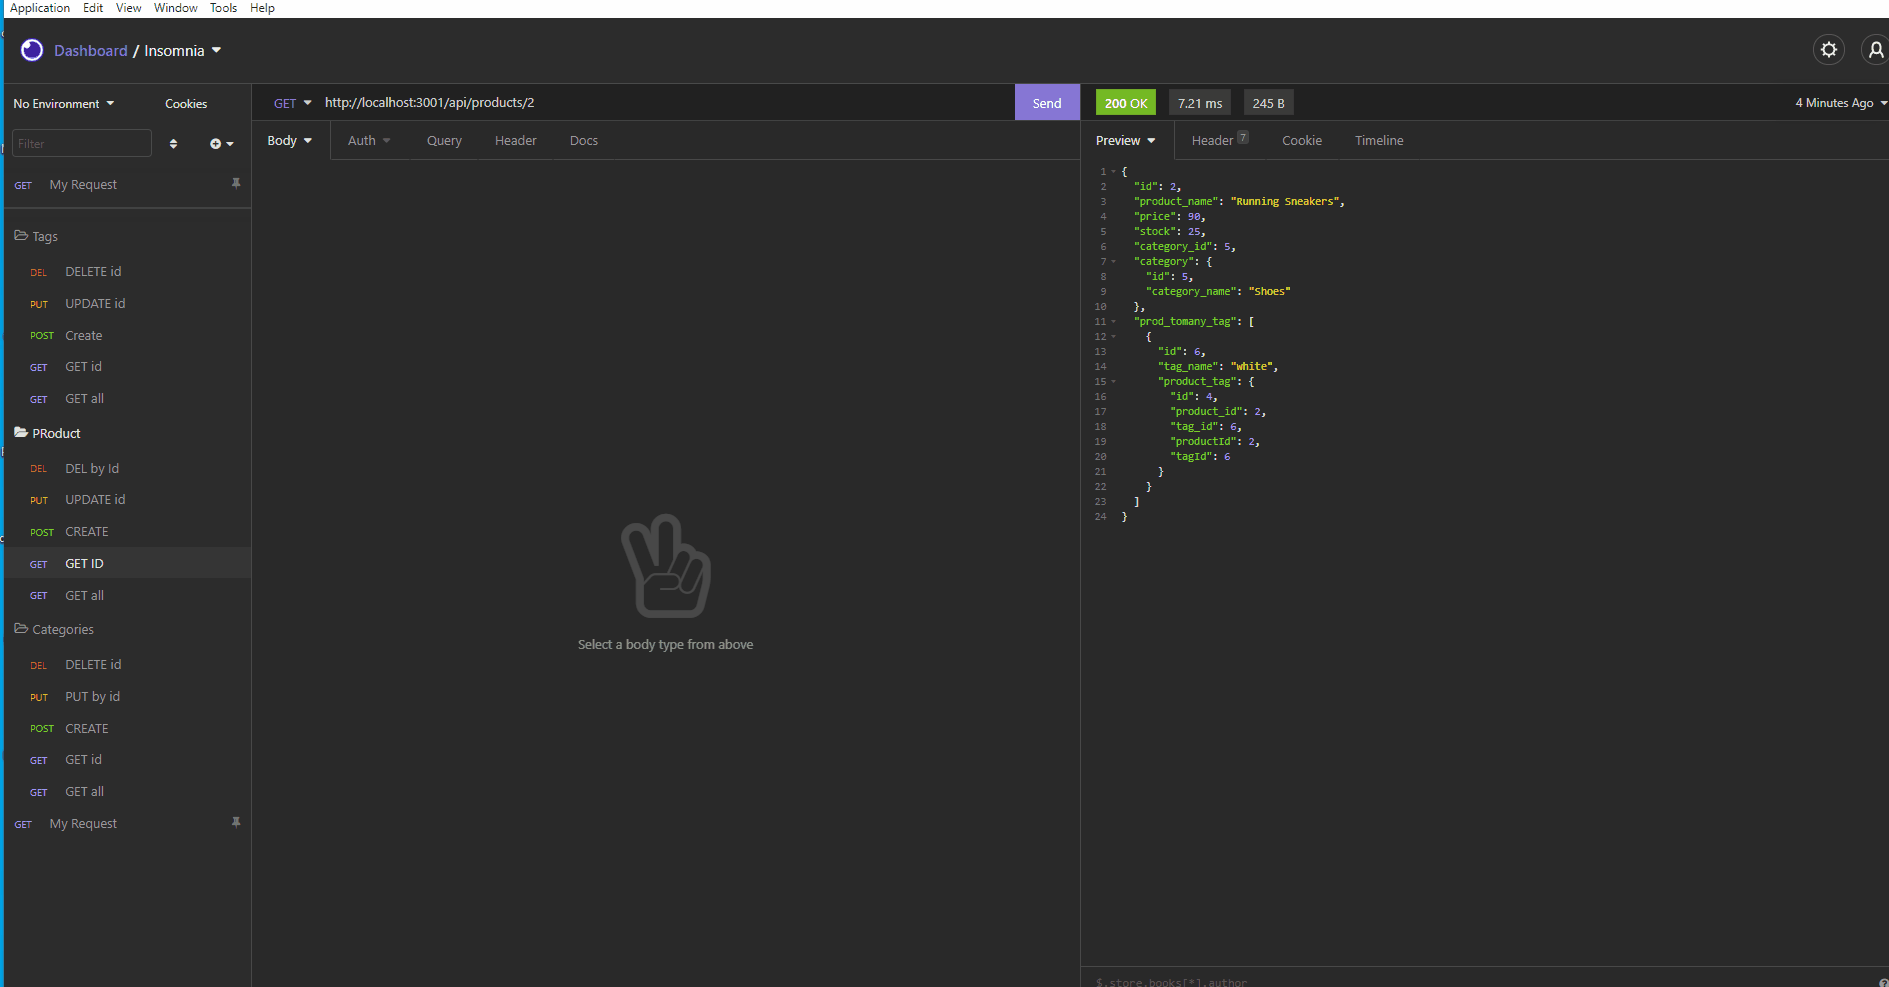 Application Edit View Window Tools Help
Dashboard / Insomnia
No Environment Cookies
Filter
GET My Request
Tags
DEL DELETE id
PUT UPDATE id
POST Create
GET GET id
GET GET all
PRoduct
DEL DEL by Id
PUT UPDATE id
POST CREATE
GET GET ID
GET GET all
Categories
DEL DELETE id
PUT PUT by id
POST CREATE
GET GET id
GET GET all
GET My Request
GET http://localhost:3001/api/products/2 Send
Body Auth Query Header Docs
Select a body type from above
200 OK 7.21 ms 245 B 4 Minutes Ago
Preview Header 7 Cookie Timeline
1 {
2 "id": 2,
3 "product_name": "Running Sneakers",
4 "price": 90,
5 "stock": 25,
6 "category_id": 5,
7 "category": {
8 "id": 5,
9 "category_name": "Shoes"
10 },
11 "prod_tomany_tag": [
12 {
13 "id": 6,
14 "tag_name": "white",
15 "product_tag": {
16 "id": 4,
17 "product_id": 2,
18 "tag_id": 6,
19 "productId": 2,
20 "tagId": 6
21 }
22 }
23 ]
24 }
$.store.books[*].author